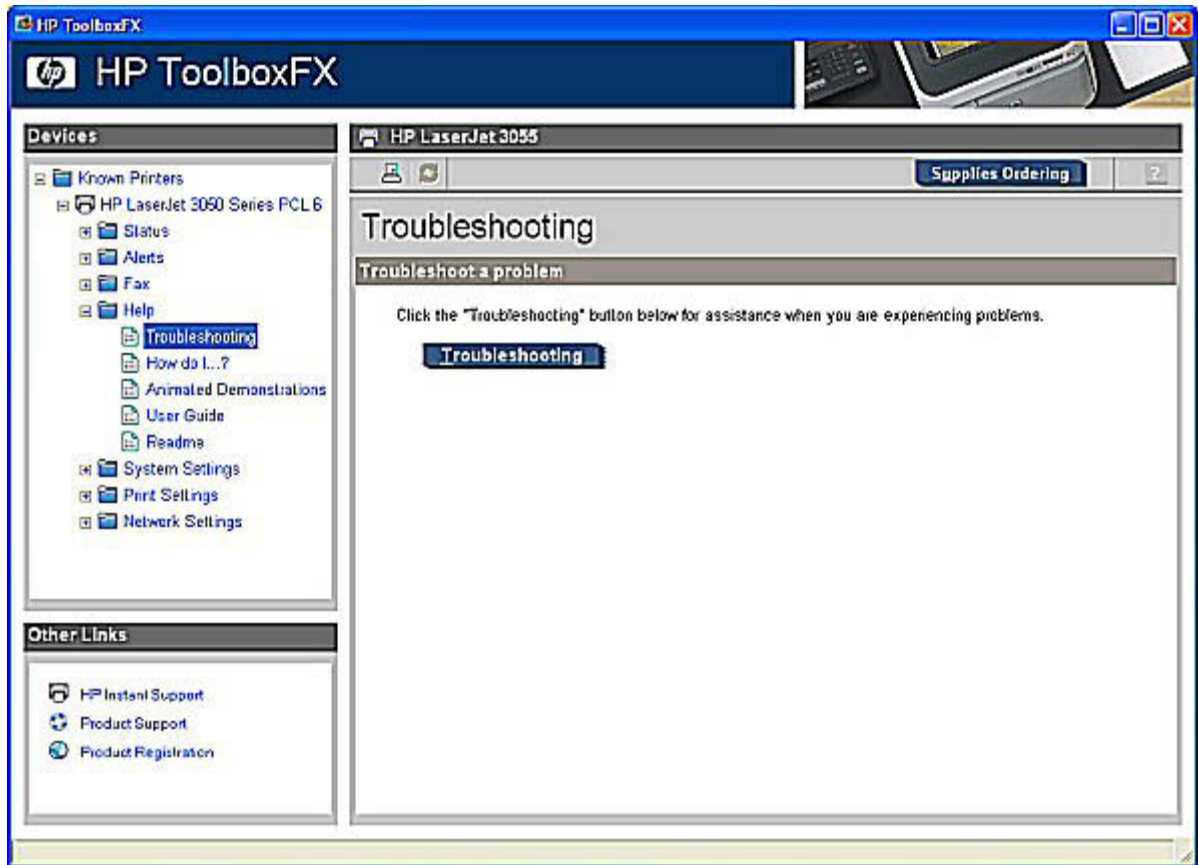 HP ToolboxFX
hp HP ToolboxFX
Devices
Known Printers
HP LaserJet 3050 Series PCL 6
Status
Alerts
Fax
Help
Troubleshooting
How do I...?
Animated Demonstrations
User Guide
Readme
System Settings
Print Settings
Network Settings
Other Links
HP Instant Support
Product Support
Product Registration
HP LaserJet 3055
Supplies Ordering ?
Troubleshooting
Troubleshoot a problem
Click the "Troubleshooting" button below for assistance when you are experiencing problems.
Troubleshooting